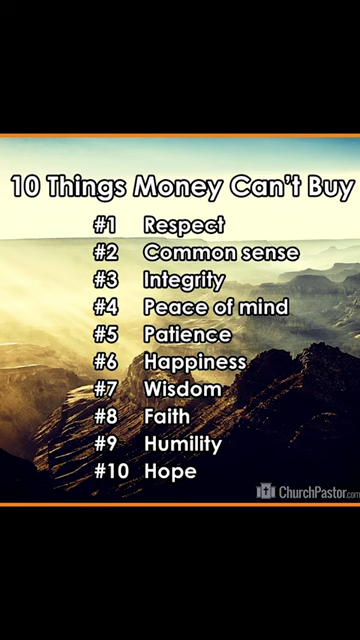 10 Things Money Can't Buy
#1 Respect
#2 Common sense
#3 Integrity
#4 Peace of mind
#5 Patience
#6 Happiness
#7 Wisdom
#8 Faith
#9 Humility
#10 Hope
ChurchPastor.com